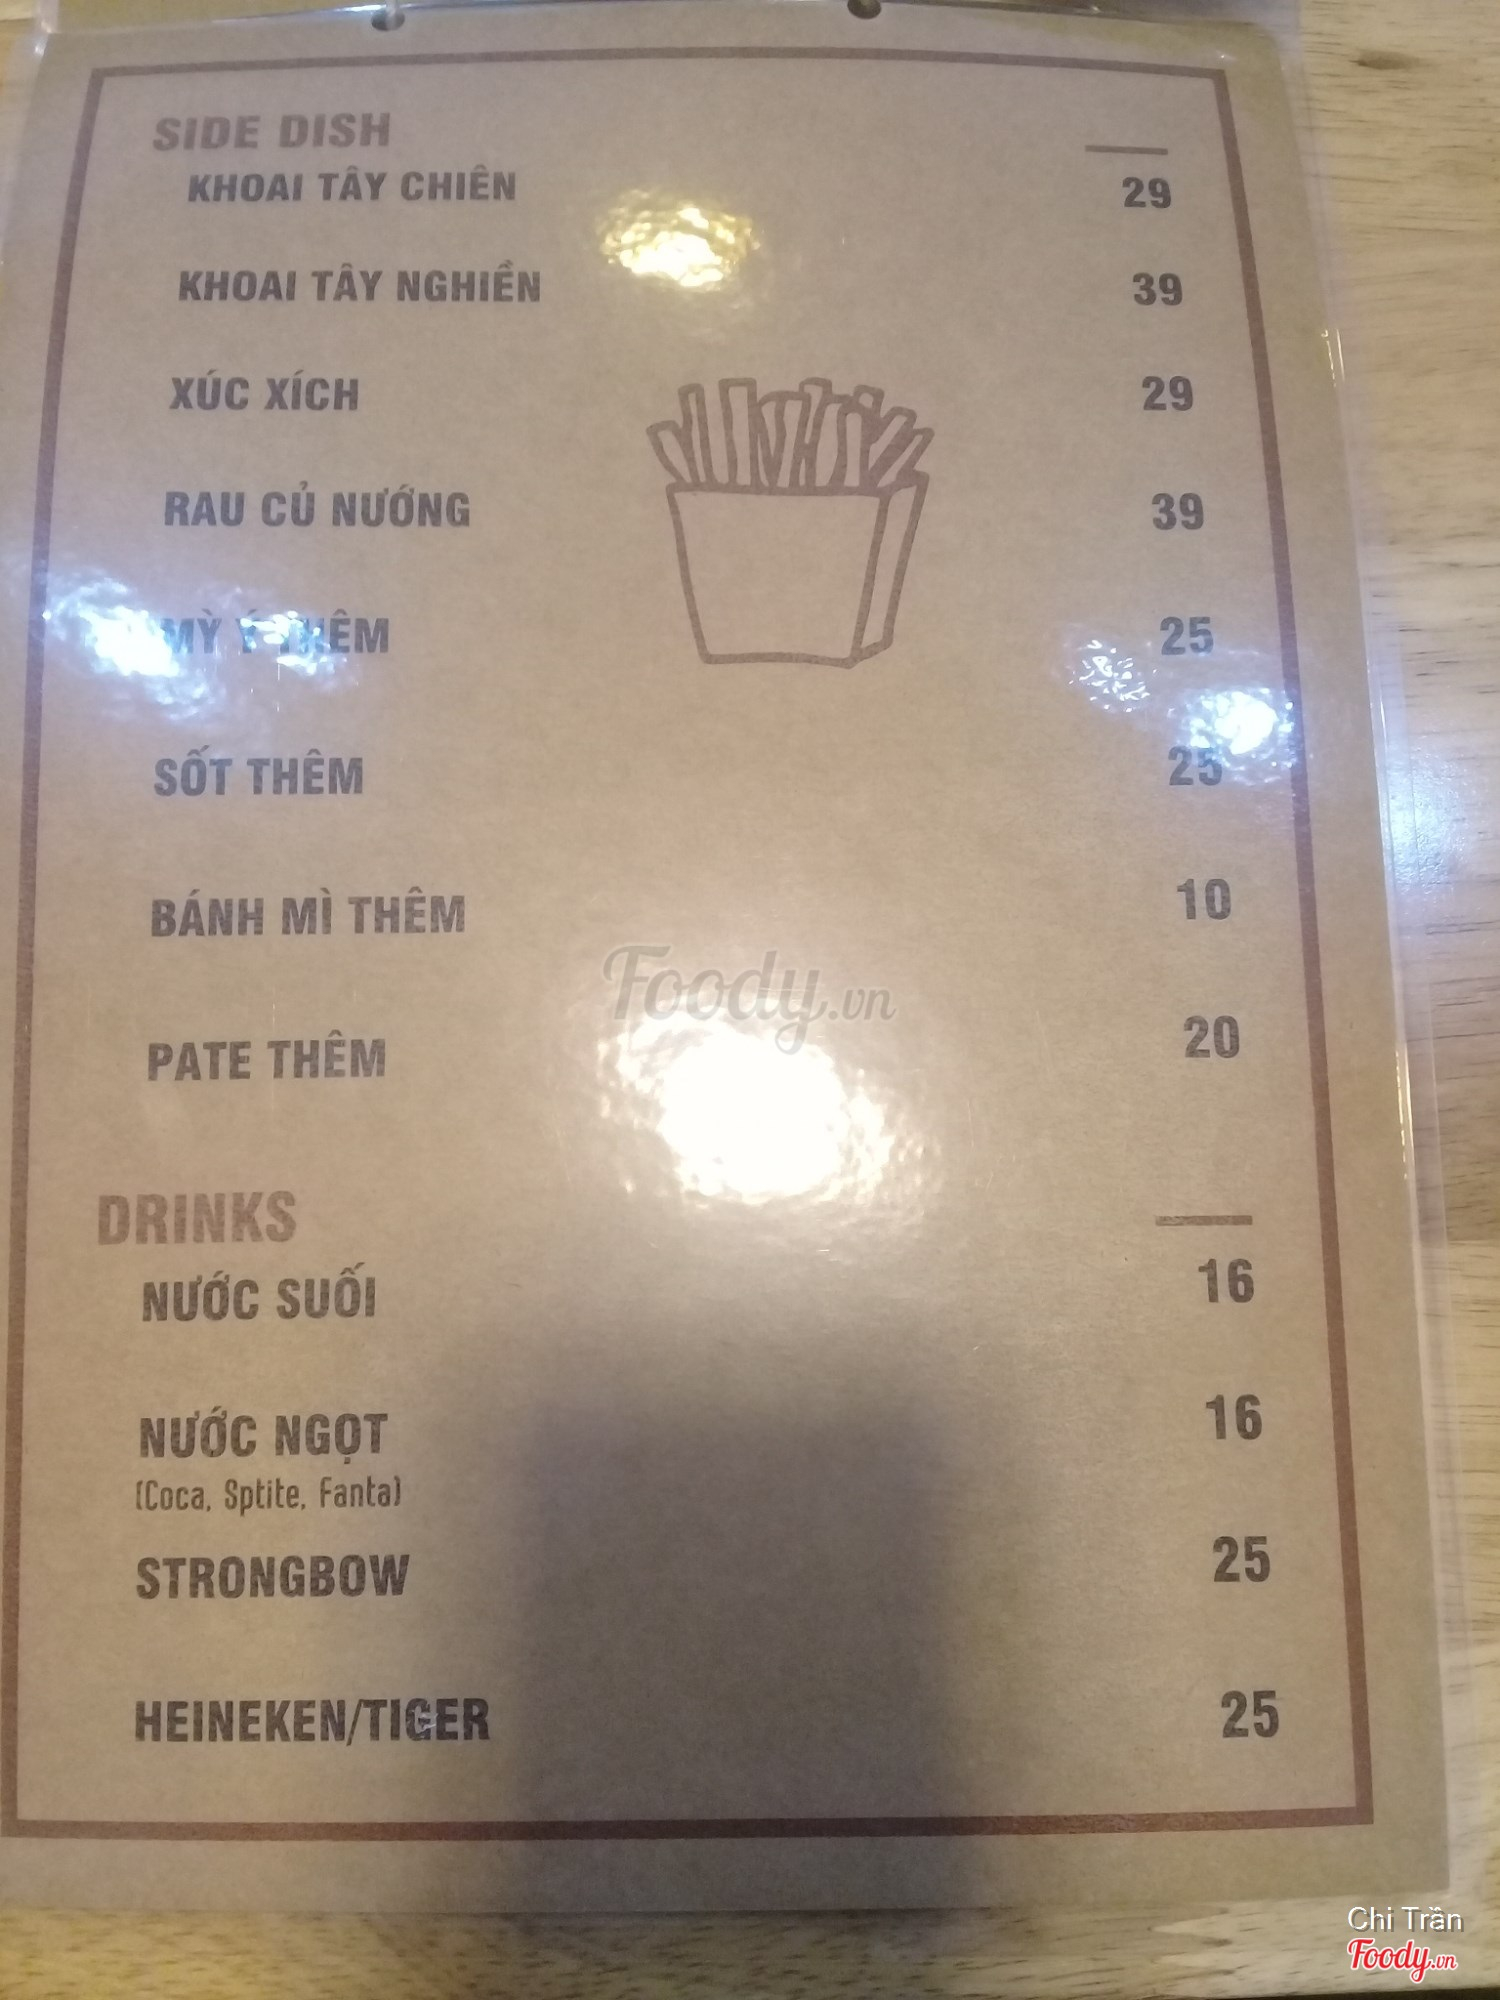 SIDE DISH
KHOAI TÂY CHIÊN 29
KHOAI TÂY NGHIỀN 39
XÚC XÍCH 29
RAU CỦ NƯỚNG 39
MỲ Ý THÊM 25
SỐT THÊM 25
BÁNH MÌ THÊM 10
Foody.vn
PATE THÊM 20
DRINKS
NƯỚC SUỐI 16
NƯỚC NGỌT 16
(Coca, Sptite, Fanta)
STRONGBOW 25
HEINEKEN/TIGER 25
Chi Trần
Foody.vn